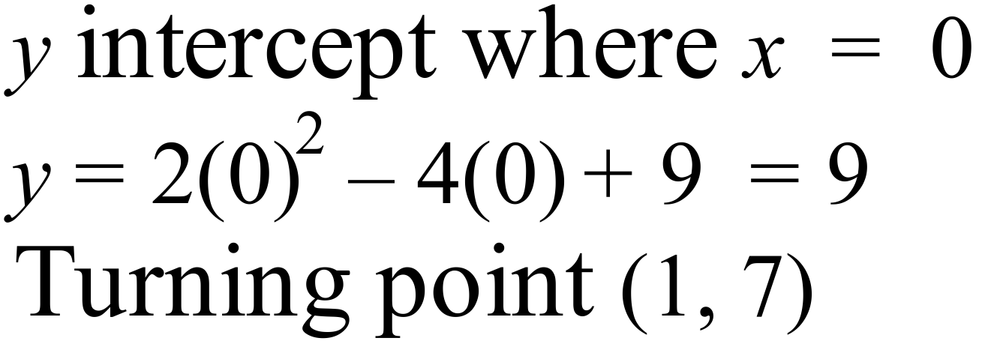 y intercept where x = 0
y = 2(0)² – 4(0) + 9 = 9
Turning point (1, 7)